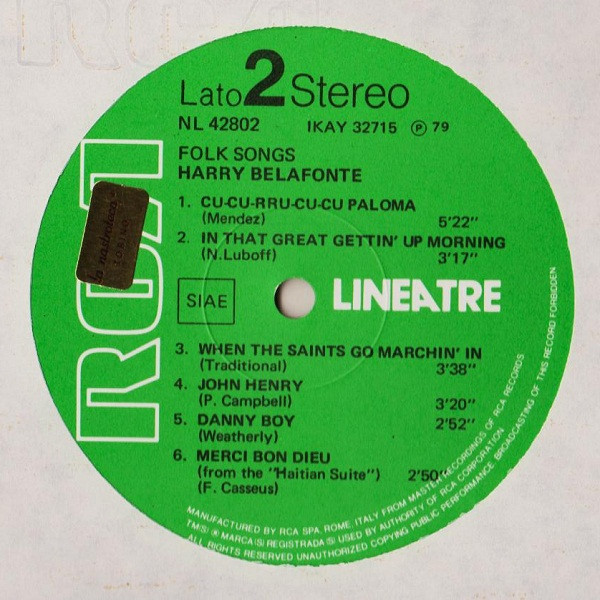 Lato 2 Stereo
NL 42802 IKAY 32715 Ⓟ 79
FOLK SONGS
HARRY BELAFONTE
1. CU-CU-RRU-CU-CU PALOMA
(Mendez) 5'22"
2. IN THAT GREAT GETTIN' UP MORNING
(N.Luboff) 3'17"
RCA
SIAE
LINEATRE
3. WHEN THE SAINTS GO MARCHIN' IN
(Traditional) 3'38"
4. JOHN HENRY
(P. Campbell) 3'20"
5. DANNY BOY 2'52"
(Weatherly)
6. MERCI BON DIEU
(from the "Haitian Suite") 2'50"
(F. Casseus)
MANUFACTURED BY RCA SPA, ROME, ITALY FROM MASTER RECORDINGS OF RCA RECORDS
TM(S) ® MARCA(S) REGISTRADA(S) USED BY AUTHORITY OF RCA CORPORATION
ALL RIGHTS RESERVED UNAUTHORIZED COPYING PUBLIC PERFORMANCE BROADCASTING OF THIS RECORD FORBIDDEN